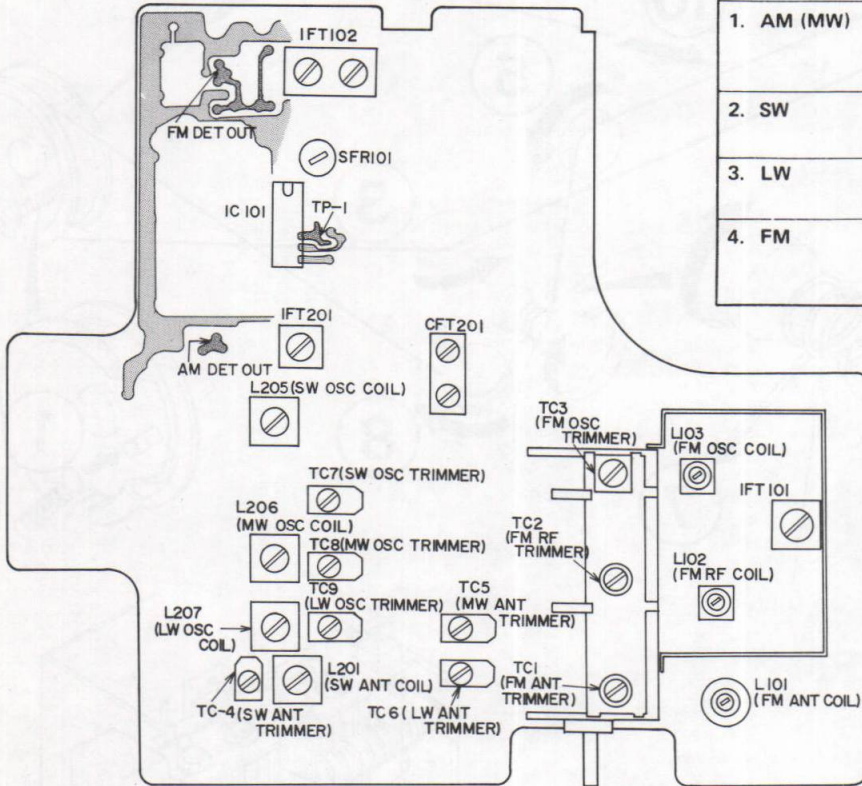 1. AM (MW)
2. SW
3. LW
4. FM
IFT102
FM DET OUT
SFR101
IC 101
TP-1
IFT201
CFT201
AM DET OUT
L205(SW OSC COIL)
TC3
(FM OSC
TRIMMER)
L103
(FM OSC COIL)
IFT101
TC7(SW OSC TRIMMER)
L206
(MW OSC COIL)
TC8(MW OSC TRIMMER)
TC2
(FM RF
TRIMMER)
L102
(FM RF COIL)
TC9
(LW OSC TRIMMER)
TC5
(MW ANT
TRIMMER)
L207
(LW OSC
COIL)
L201
(SW ANT COIL)
TC-4(SW ANT
TRIMMER)
TC6(LW ANT
TRIMMER)
TC1
(FM ANT
TRIMMER)
L101
(FM ANT COIL)